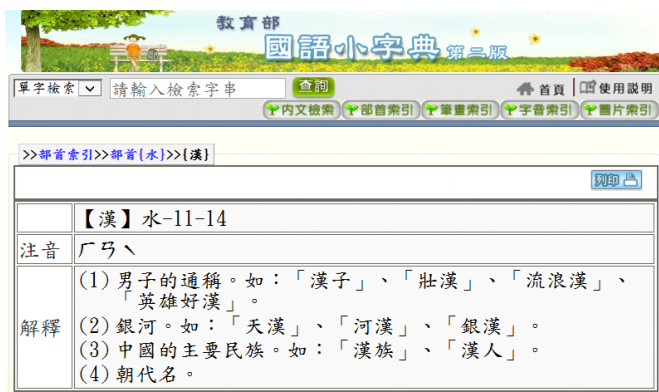 教育部
國語小字典 第二版
單字檢索 請輸入檢索字串 查詢 首頁 使用說明
內文檢索 部首索引 筆畫索引 字音索引 圖片索引
>>部首索引>>部首{水}>>{漢}
列印
【漢】水-11-14
注音 ㄏㄢˋ
解釋 (1)男子的通稱。如：「漢子」、「壯漢」、「流浪漢」、
「英雄好漢」。
(2)銀河。如：「天漢」、「河漢」、「銀漢」。
(3)中國的主要民族。如：「漢族」、「漢人」。
(4)朝代名。